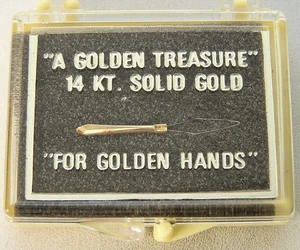 "A GOLDEN TREASURE"
14 KT. SOLID GOLD
"FOR GOLDEN HANDS"